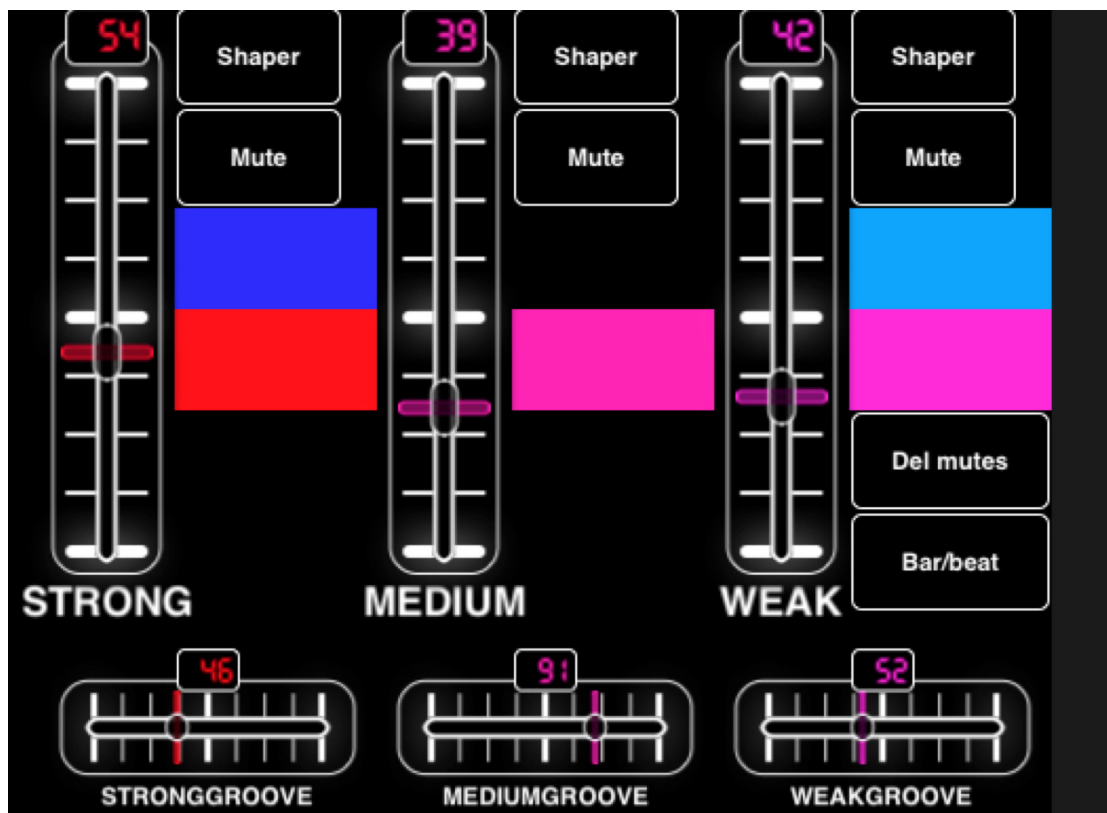 54 39 42
Shaper Shaper Shaper
Mute Mute Mute
Del mutes
Bar/beat
STRONG MEDIUM WEAK
46 91 52
STRONGGROOVE MEDIUMGROOVE WEAKGROOVE